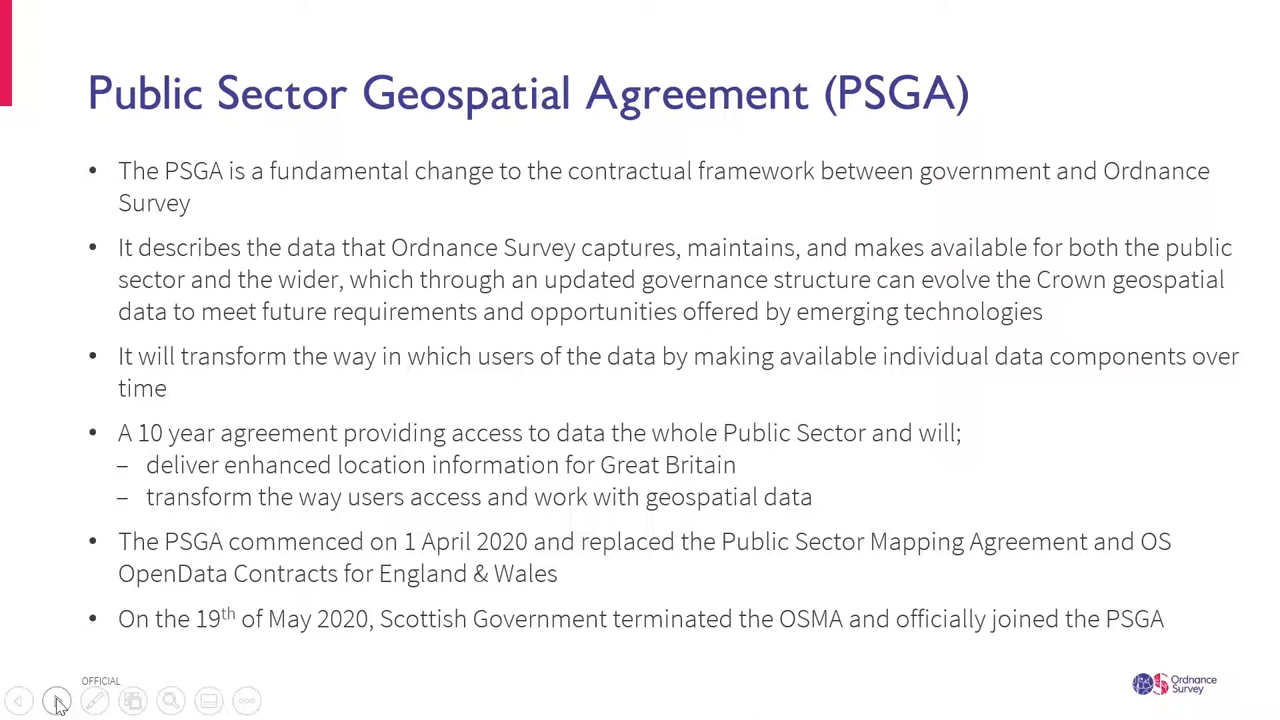 Public Sector Geospatial Agreement (PSGA)
• The PSGA is a fundamental change to the contractual framework between government and Ordnance
Survey
• It describes the data that Ordnance Survey captures, maintains, and makes available for both the public
sector and the wider, which through an updated governance structure can evolve the Crown geospatial
data to meet future requirements and opportunities offered by emerging technologies
• It will transform the way in which users of the data by making available individual data components over
time
• A 10 year agreement providing access to data the whole Public Sector and will;
– deliver enhanced location information for Great Britain
– transform the way users access and work with geospatial data
• The PSGA commenced on 1 April 2020 and replaced the Public Sector Mapping Agreement and OS
OpenData Contracts for England & Wales
• On the 19th of May 2020, Scottish Government terminated the OSMA and officially joined the PSGA
OFFICIAL
Ordnance
Survey